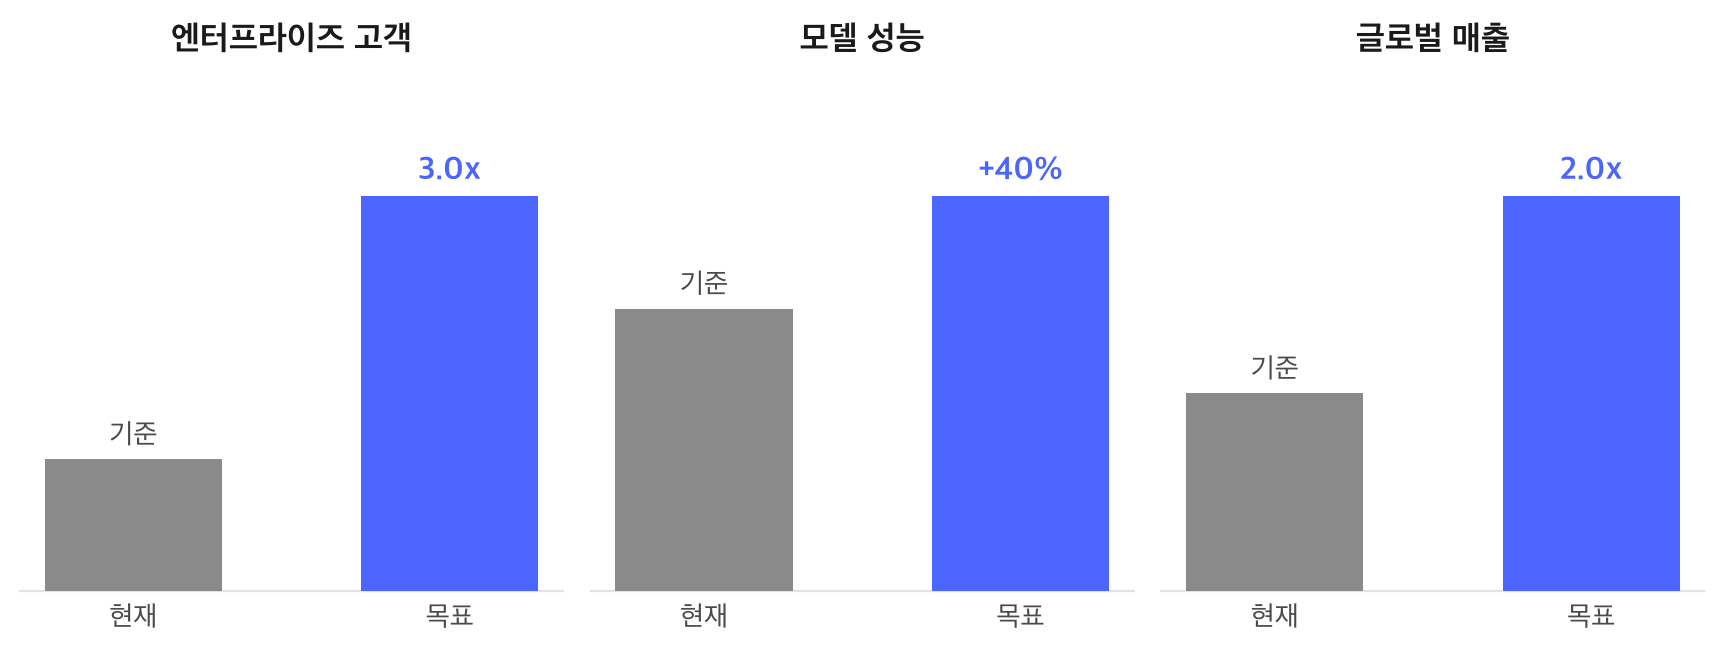 엔터프라이즈 고객
3.0x
기준
현재
목표
모델 성능
+40%
기준
현재
목표
글로벌 매출
2.0x
기준
현재
목표